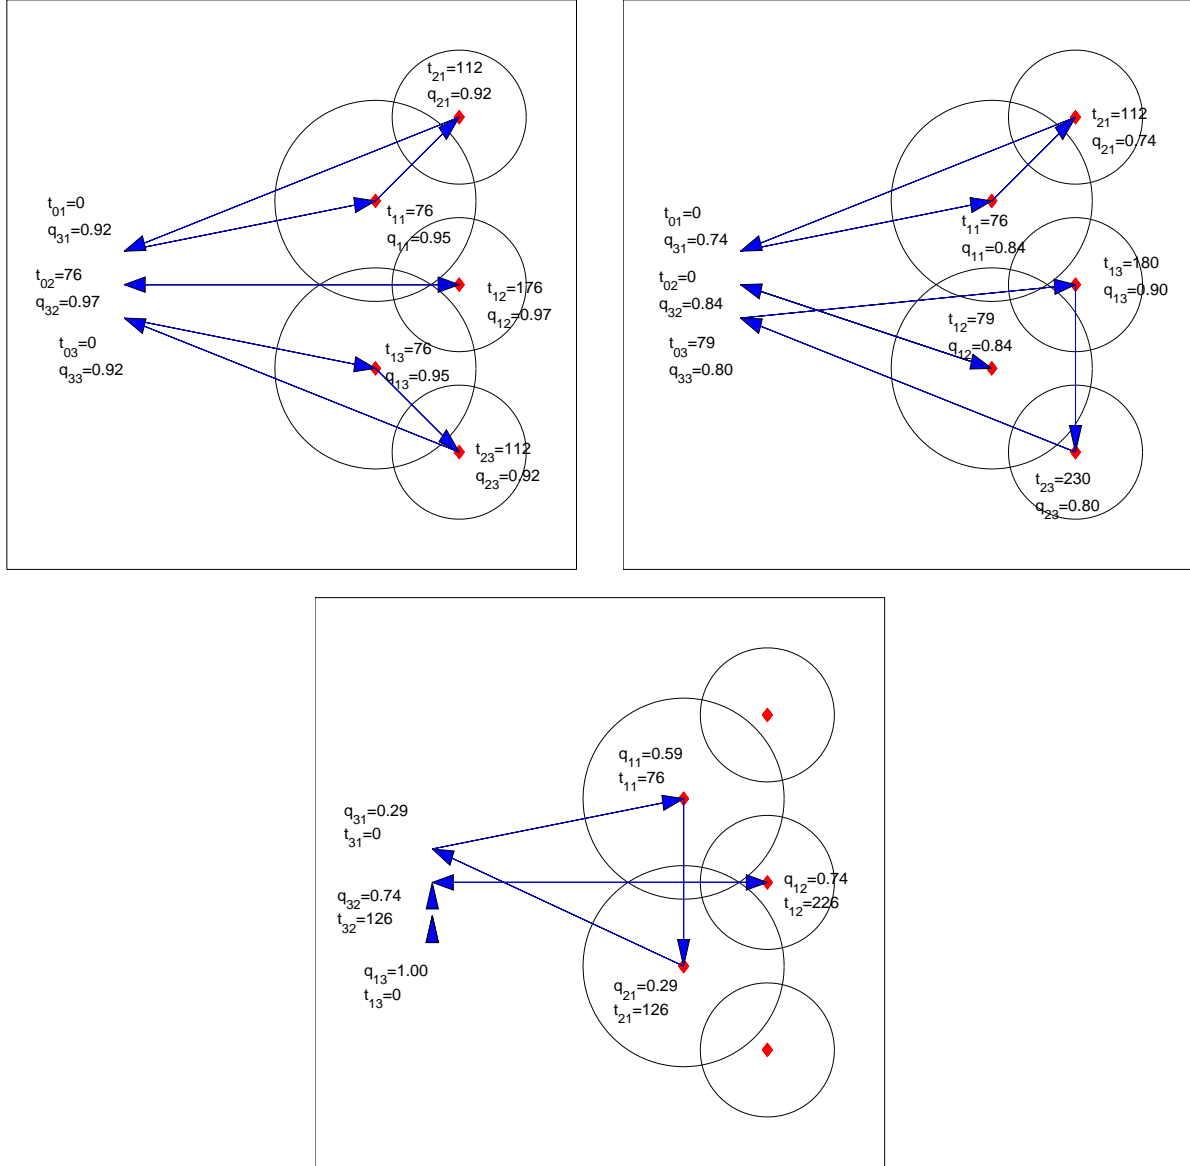 t21=112
q21=0.92
t01=0
q31=0.92
t11=76
q11=0.95
t02=76
q32=0.97
t12=176
q12=0.97
t03=0
q33=0.92
t13=76
q13=0.95
t23=112
q23=0.92
t21=112
q21=0.74
t01=0
q31=0.74
t11=76
q11=0.84
t02=0
q32=0.84
t13=180
q13=0.90
t12=79
q12=0.84
t03=79
q33=0.80
t23=230
q23=0.80
q11=0.59
t11=76
q31=0.29
t31=0
q12=0.74
t12=226
q32=0.74
t32=126
q13=1.00
t13=0
q21=0.29
t21=126